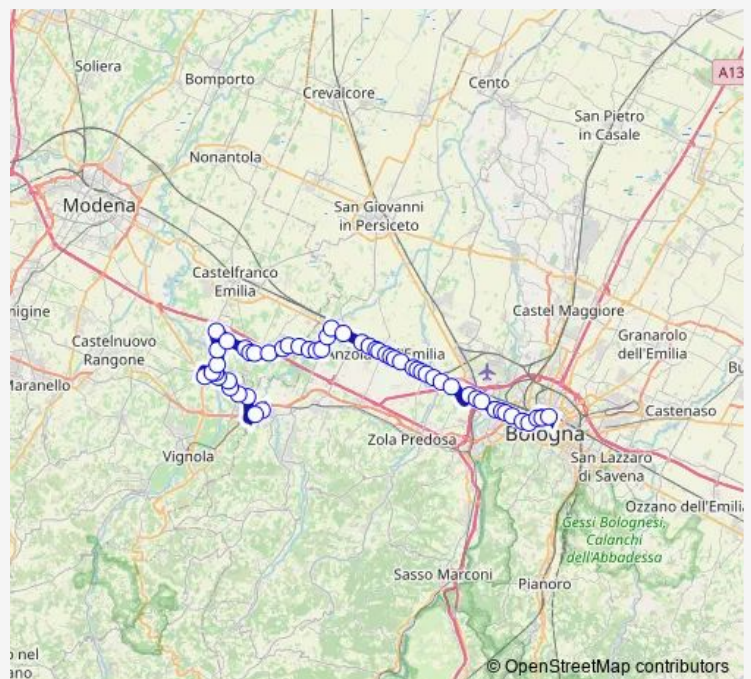 Soliera
Bomporto
Cento
A13
Crevalcore
San Pietro
in Casale
Nonantola
Modena
San Giovanni
in Persiceto
Castelfranco
Emilia
Castel Maggiore
Castelnuovo
Rangone
Granarolo
dell'Emilia
Maranello
Castenaso
Zola Predosa
Bologna
Vignola
San Lazzaro
di Savena
Ozzano dell'Emili
Gessi Bolognesi,
Calanchi
dell'Abbadessa
Sasso Marconi
Pianoro
© OpenStreetMap contributors